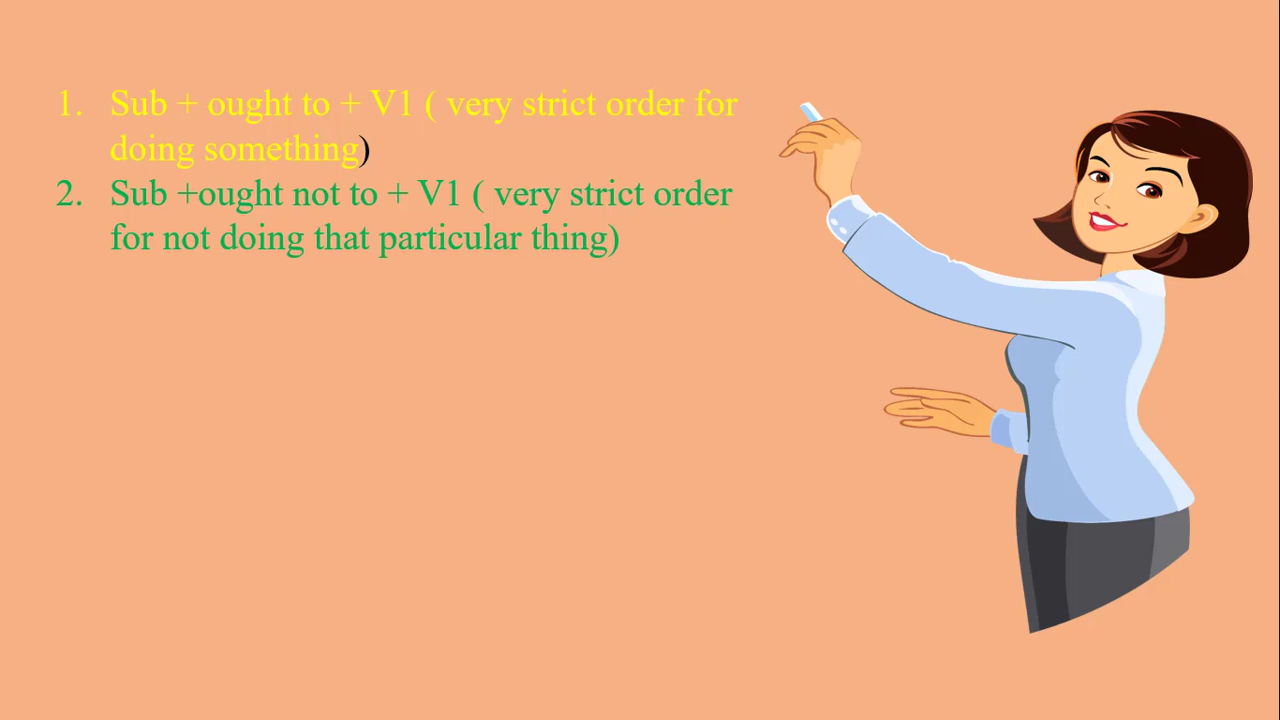 1. Sub + ought to + V1 ( very strict order for
doing something)
2. Sub +ought not to + V1 ( very strict order
for not doing that particular thing)